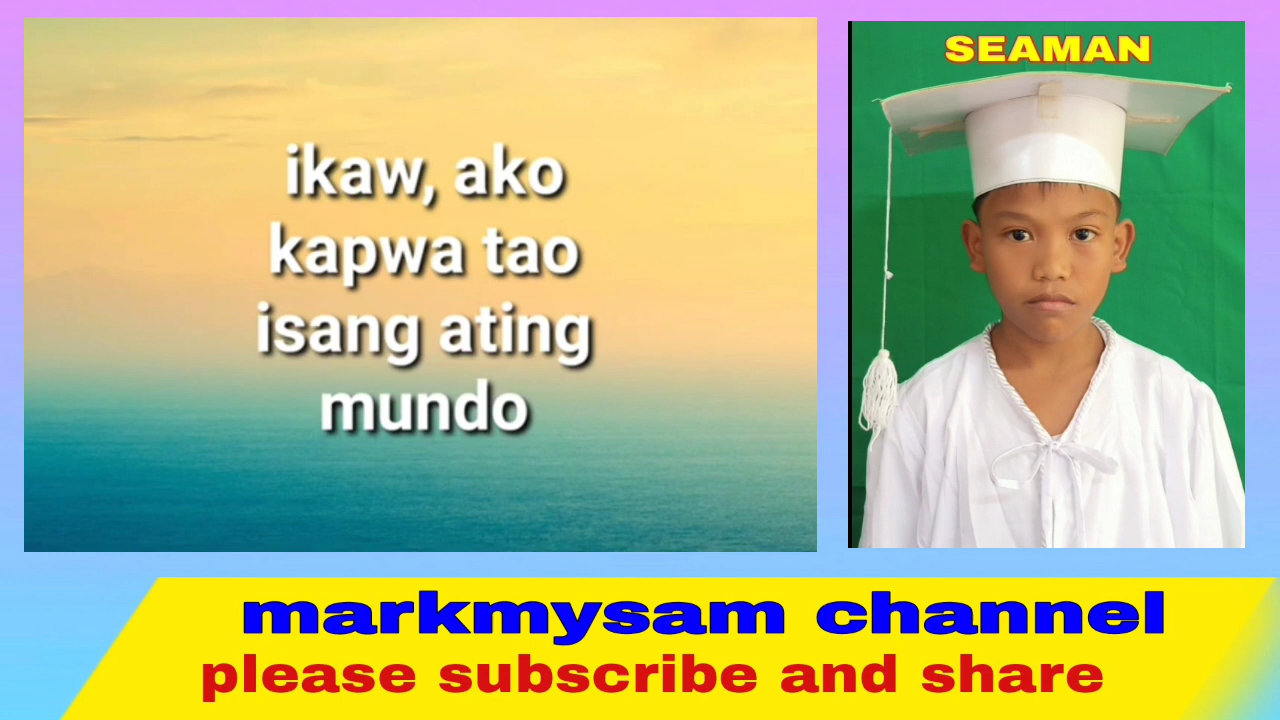 ikaw, ako
kapwa tao
isang ating
mundo
SEAMAN
markmysam channel
please subscribe and share